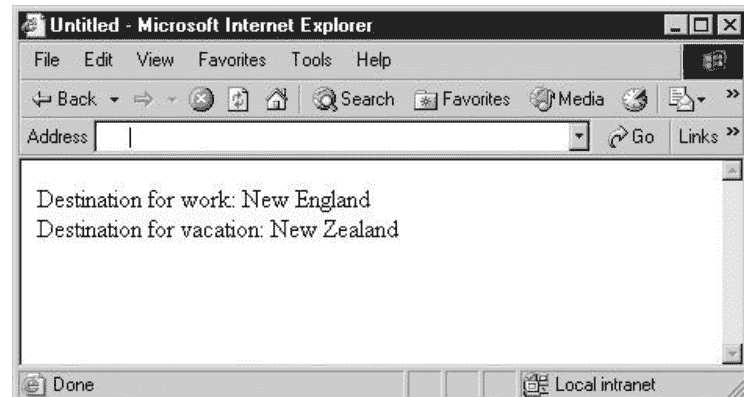 Untitled - Microsoft Internet Explorer
File Edit View Favorites Tools Help
Back Search Favorites Media »
Address Go Links »
Destination for work: New England
Destination for vacation: New Zealand
Done Local intranet